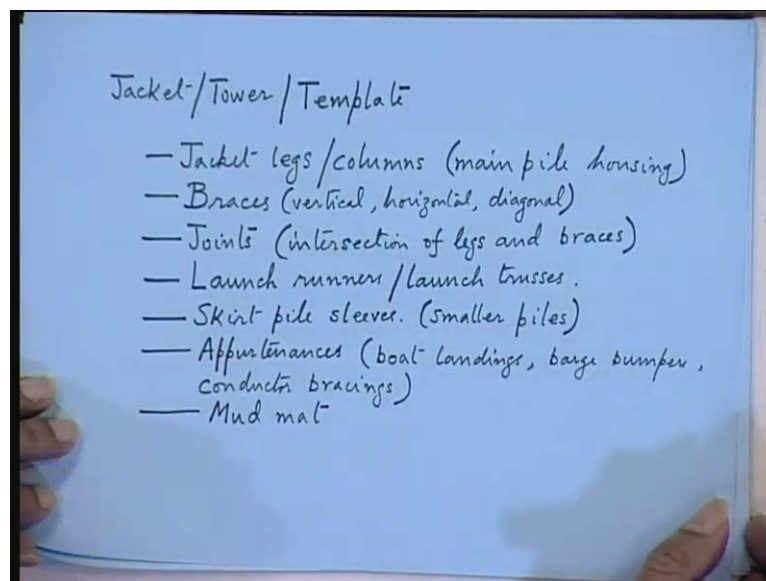 Jacket/Tower/Template
— Jacket legs/columns (main pile housing)
— Braces (vertical, horizontal, diagonal)
— Joints (intersection of legs and braces)
— Launch runners/launch trusses.
— Skirt pile sleeves. (smaller piles)
— Appurtenances (boat landings, barge bumpers,
conductor bracings)
— Mud mat